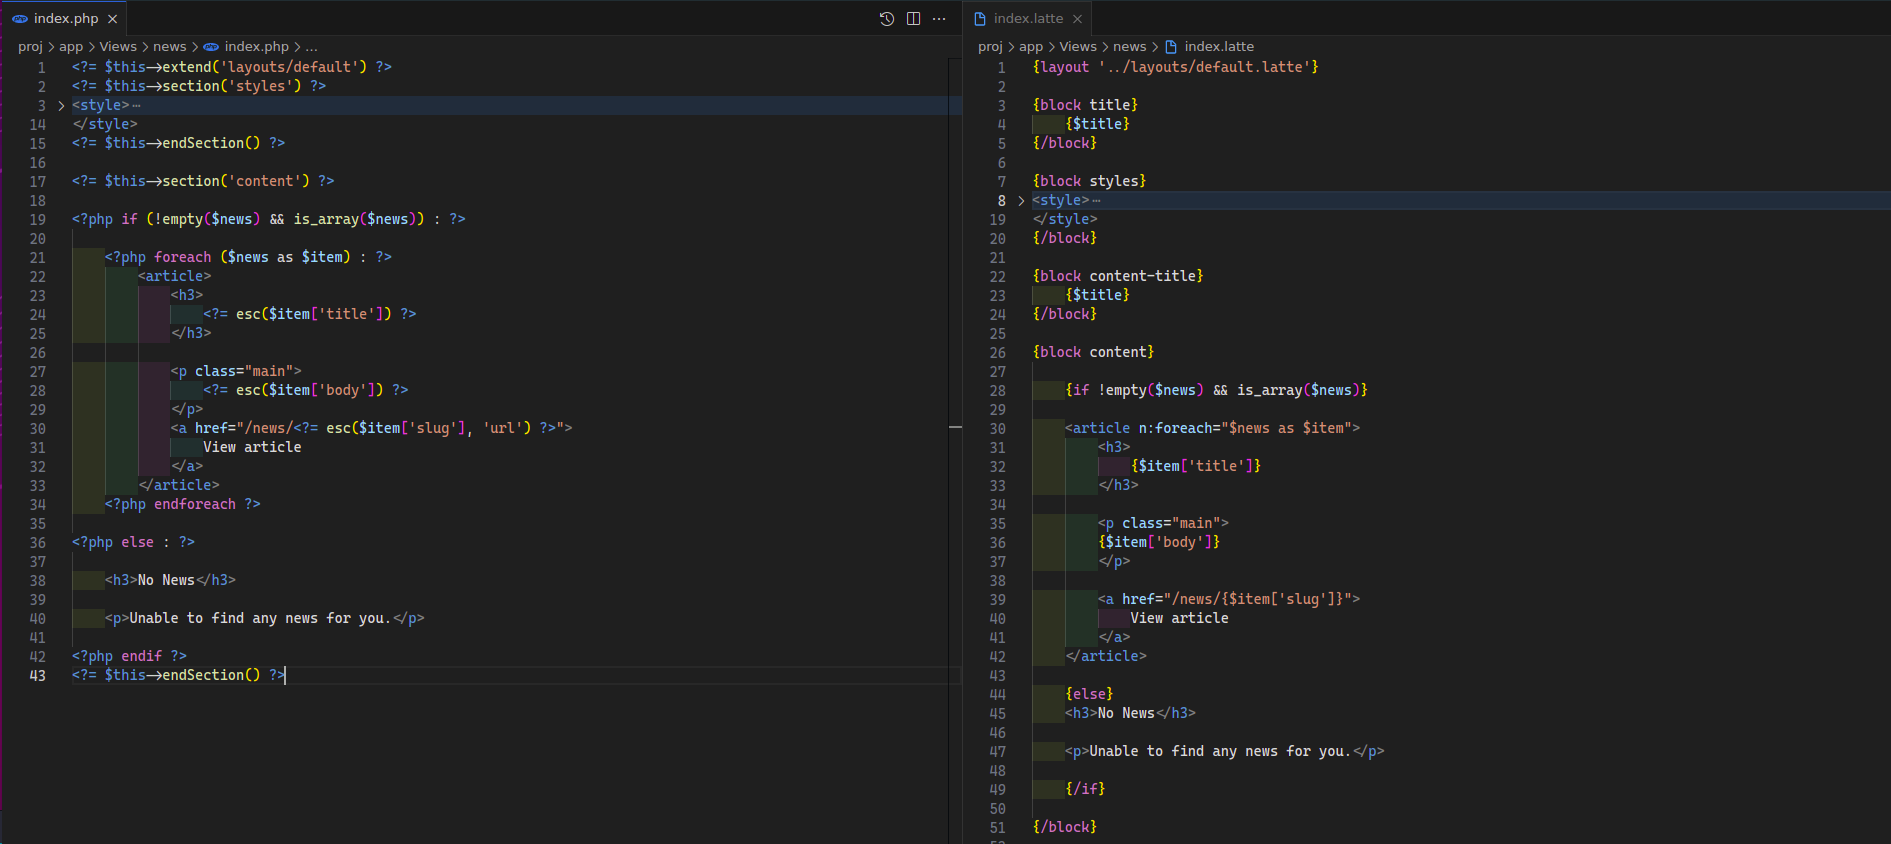 index.php
proj > app > Views > news > index.php > ...
1 <?= $this->extend('layouts/default') ?>
2 <?= $this->section('styles') ?>
3 <style>⋯
14 </style>
15 <?= $this->endSection() ?>
16
17 <?= $this->section('content') ?>
18
19 <?php if (!empty($news) && is_array($news)) : ?>
20
21 <?php foreach ($news as $item) : ?>
22 <article>
23 <h3>
24 <?= esc($item['title']) ?>
25 </h3>
26
27 <p class="main">
28 <?= esc($item['body']) ?>
29 </p>
30 <a href="/news/<?= esc($item['slug'], 'url') ?>">
31 View article
32 </a>
33 </article>
34 <?php endforeach ?>
35
36 <?php else : ?>
37
38 <h3>No News</h3>
39
40 <p>Unable to find any news for you.</p>
41
42 <?php endif ?>
43 <?= $this->endSection() ?>
index.latte
proj > app > Views > news > index.latte
1 {layout '../layouts/default.latte'}
2
3 {block title}
4 {$title}
5 {/block}
6
7 {block styles}
8 <style>⋯
19 </style>
20 {/block}
21
22 {block content-title}
23 {$title}
24 {/block}
25
26 {block content}
27
28 {if !empty($news) && is_array($news)}
29
30 <article n:foreach="$news as $item">
31 <h3>
32 {$item['title']}
33 </h3>
34
35 <p class="main">
36 {$item['body']}
37 </p>
38
39 <a href="/news/{$item['slug']}">
40 View article
41 </a>
42 </article>
43
44 {else}
45 <h3>No News</h3>
46
47 <p>Unable to find any news for you.</p>
48
49 {/if}
50
51 {/block}